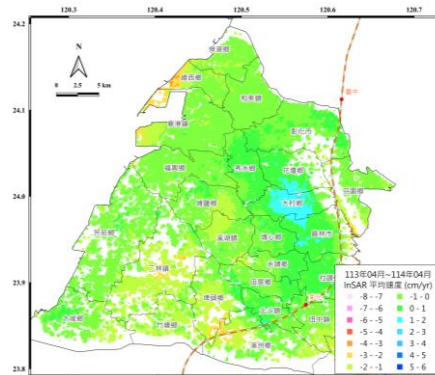 120.3 120.4 120.5 120.6 120.7
24.2
N
0 2.5 5 km
伸港鄉
線西鄉
和美鎮
24.1
鹿港鎮
彰化市
福興鄉
秀水鄉
花壇鄉
芬園鄉
24.0
埔鹽鄉
大村鄉
芳苑鄉
溪湖鎮
埔心鄉
員林市
二林鎮
永靖鄉
23.9
埤頭鄉
田尾鄉
社頭
大城鄉
竹塘鄉
北斗鎮
田中鎮
溪州鄉
23.8
113年04月~114年04月
InSAR 平均速度 (cm/yr)
-8 - -7 -1 - 0
-7 - -6 0 - 1
-6 - -5 1 - 2
-5 - -4 2 - 3
-4 - -3 3 - 4
-3 - -2 4 - 5
-2 - -1 5 - 6